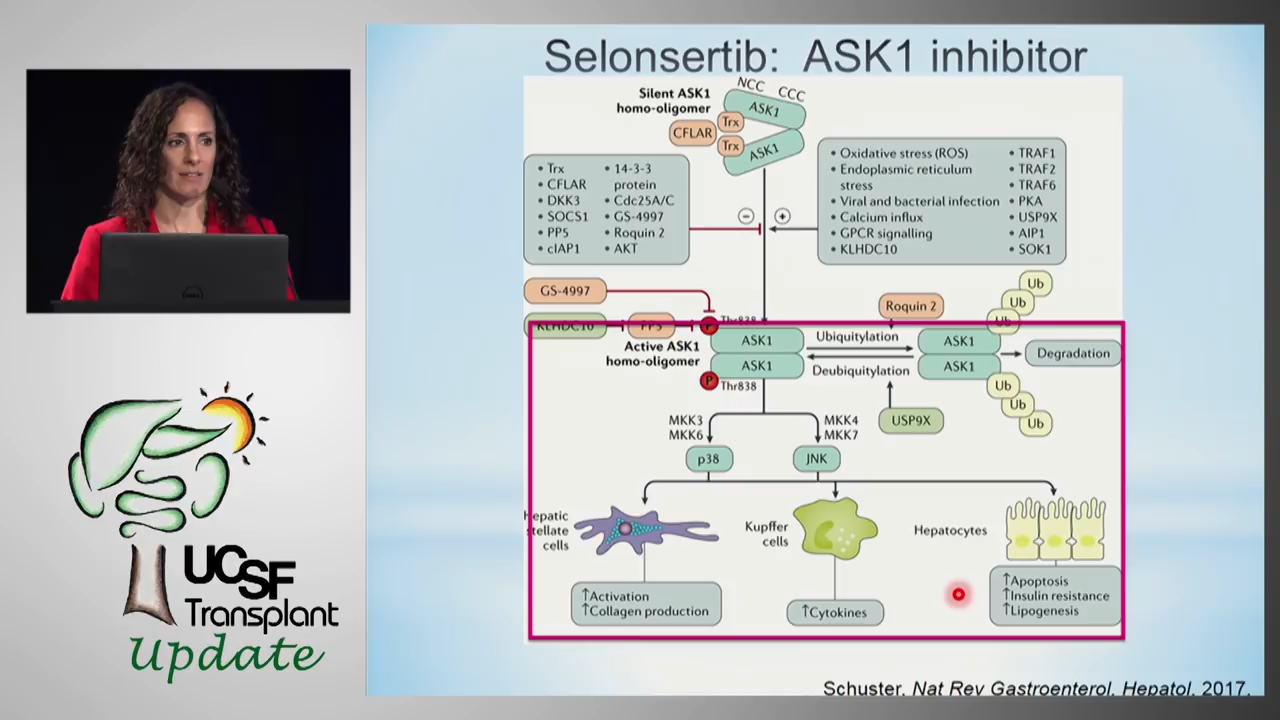 Selonsertib: ASK1 inhibitor
Silent ASK1
homo-oligomer
NCC CCC
ASK1
CFLAR
Trx
Trx
ASK1
• Trx
• CFLAR
• DKK3
• SOCS1
• PP5
• cIAP1
• 14-3-3
protein
• Cdc25A/C
• GS-4997
• Roquin 2
• AKT
−
+
• Oxidative stress (ROS)
• Endoplasmic reticulum
stress
• Viral and bacterial infection
• Calcium influx
• GPCR signalling
• KLHDC10
• TRAF1
• TRAF2
• TRAF6
• PKA
• USP9X
• AIP1
• SOK1
GS-4997
KLHDC10
PP5
P
Thr838
Active ASK1
homo-oligomer
ASK1
ASK1
P
Thr838
Ubiquitylation
Deubiquitylation
Roquin 2
USP9X
Ub
Ub
Ub
ASK1
ASK1
Ub
Ub
Ub
Degradation
MKK3
MKK6
MKK4
MKK7
p38
JNK
Hepatic
stellate
cells
Kupffer
cells
Hepatocytes
↑Activation
↑Collagen production
↑Cytokines
↑Apoptosis
↑Insulin resistance
↑Lipogenesis
Schuster, Nat Rev Gastroenterol. Hepatol. 2017.
UCSF
Transplant
Update
DELL